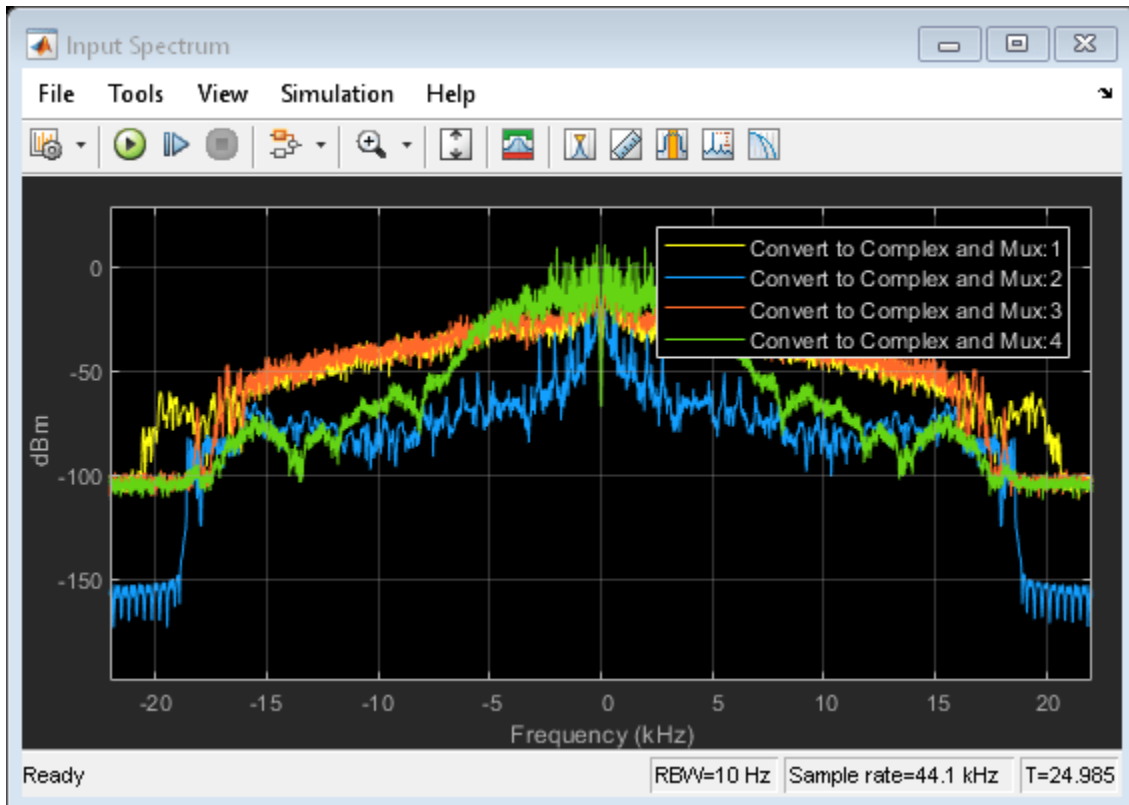 Input Spectrum
File Tools View Simulation Help
0
-50
-100
-150
dBm
Convert to Complex and Mux:1
Convert to Complex and Mux:2
Convert to Complex and Mux:3
Convert to Complex and Mux:4
-20 -15 -10 -5 0 5 10 15 20
Frequency (kHz)
Ready RBW=10 Hz Sample rate=44.1 kHz T=24.985